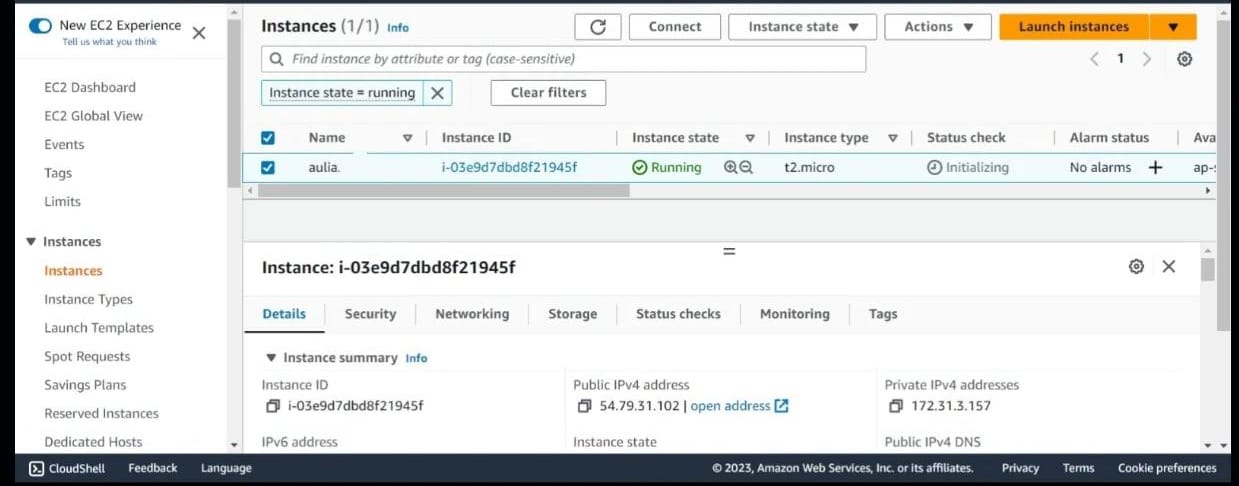 New EC2 Experience
Tell us what you think
EC2 Dashboard
EC2 Global View
Events
Tags
Limits
Instances
Instances
Instance Types
Launch Templates
Spot Requests
Savings Plans
Reserved Instances
Dedicated Hosts
Instances (1/1) Info
Connect
Instance state
Actions
Launch instances
Find instance by attribute or tag (case-sensitive)
1
Instance state = running
Clear filters
Name Instance ID Instance state Instance type Status check Alarm status Ava
aulia. i-03e9d7dbd8f21945f Running t2.micro Initializing No alarms + ap-
Instance: i-03e9d7dbd8f21945f
Details Security Networking Storage Status checks Monitoring Tags
Instance summary Info
Instance ID
i-03e9d7dbd8f21945f
Public IPv4 address
54.79.31.102 | open address
Private IPv4 addresses
172.31.3.157
IPv6 address
Instance state
Public IPv4 DNS
CloudShell Feedback Language © 2023, Amazon Web Services, Inc. or its affiliates. Privacy Terms Cookie preferences